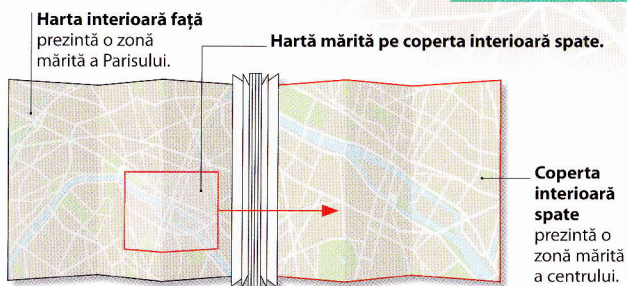 Harta interioară față
prezintă o zonă
mărită a Parisului.
Hartă mărită pe coperta interioară spate.
Coperta
interioară
spate
prezintă o
zonă mărită
a centrului.